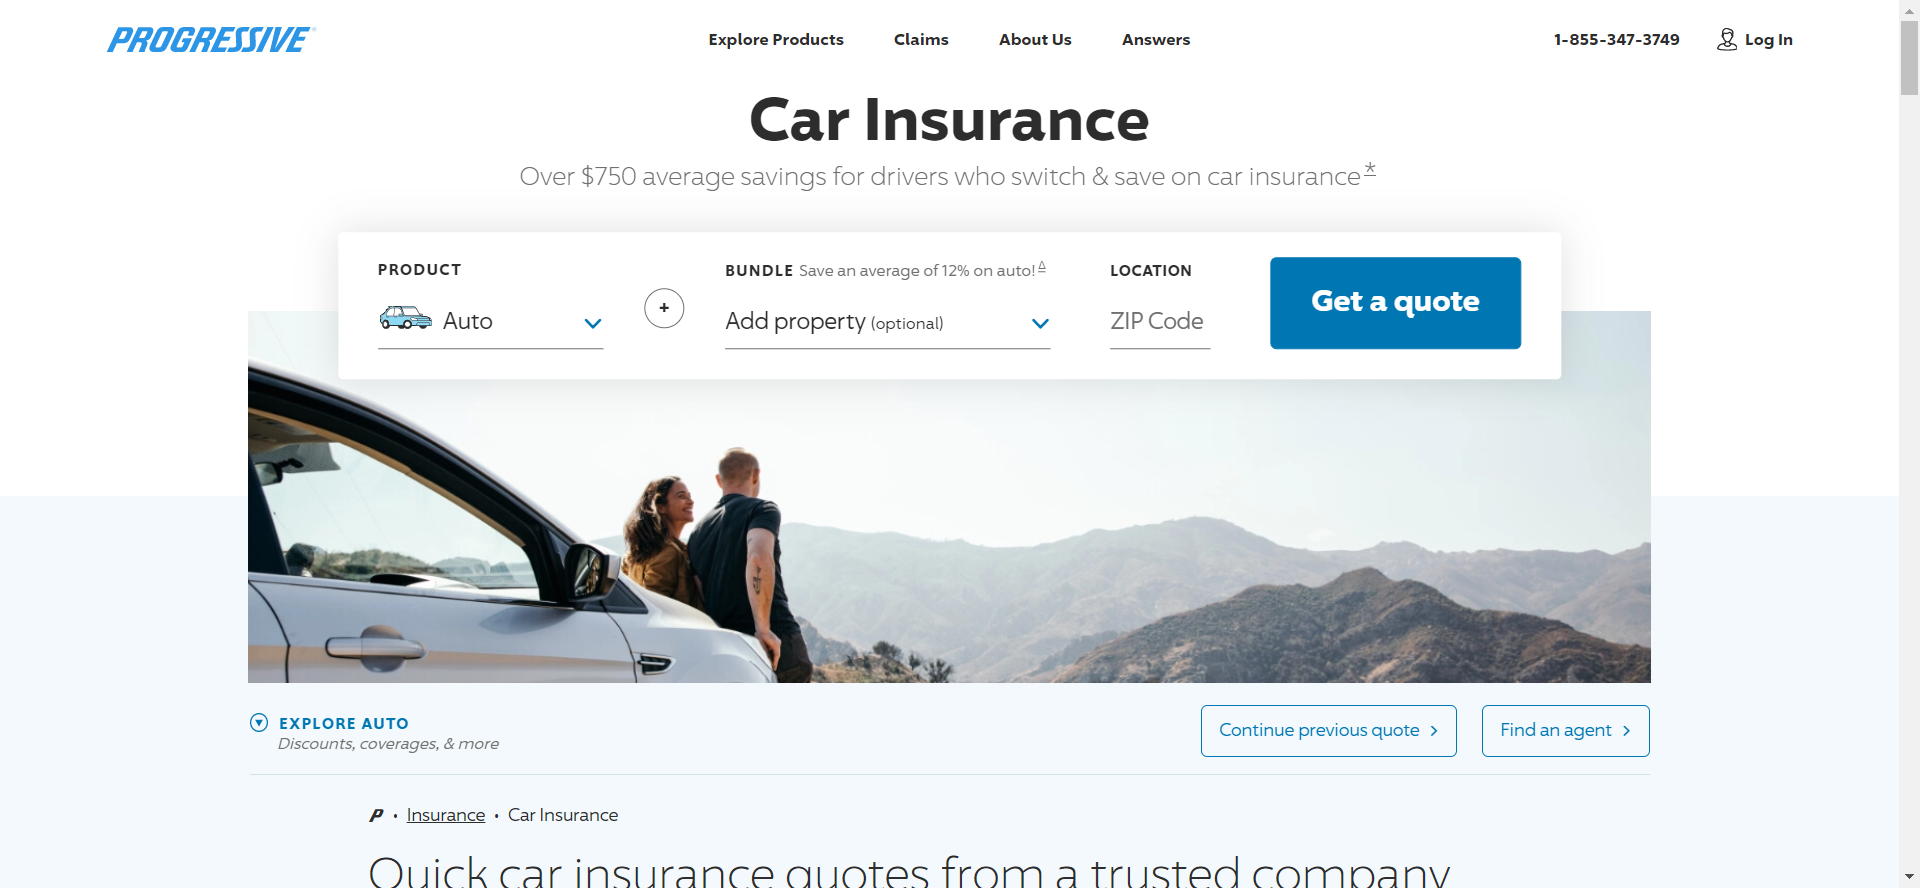 PROGRESSIVE
Explore Products Claims About Us Answers
1-855-347-3749 Log In
Car Insurance
Over $750 average savings for drivers who switch & save on car insurance*
PRODUCT
Auto
+
BUNDLE Save an average of 12% on auto!Δ
Add property (optional)
LOCATION
ZIP Code
Get a quote
EXPLORE AUTO
Discounts, coverages, & more
Continue previous quote ›
Find an agent ›
P • Insurance • Car Insurance
Quick car insurance quotes from a trusted company